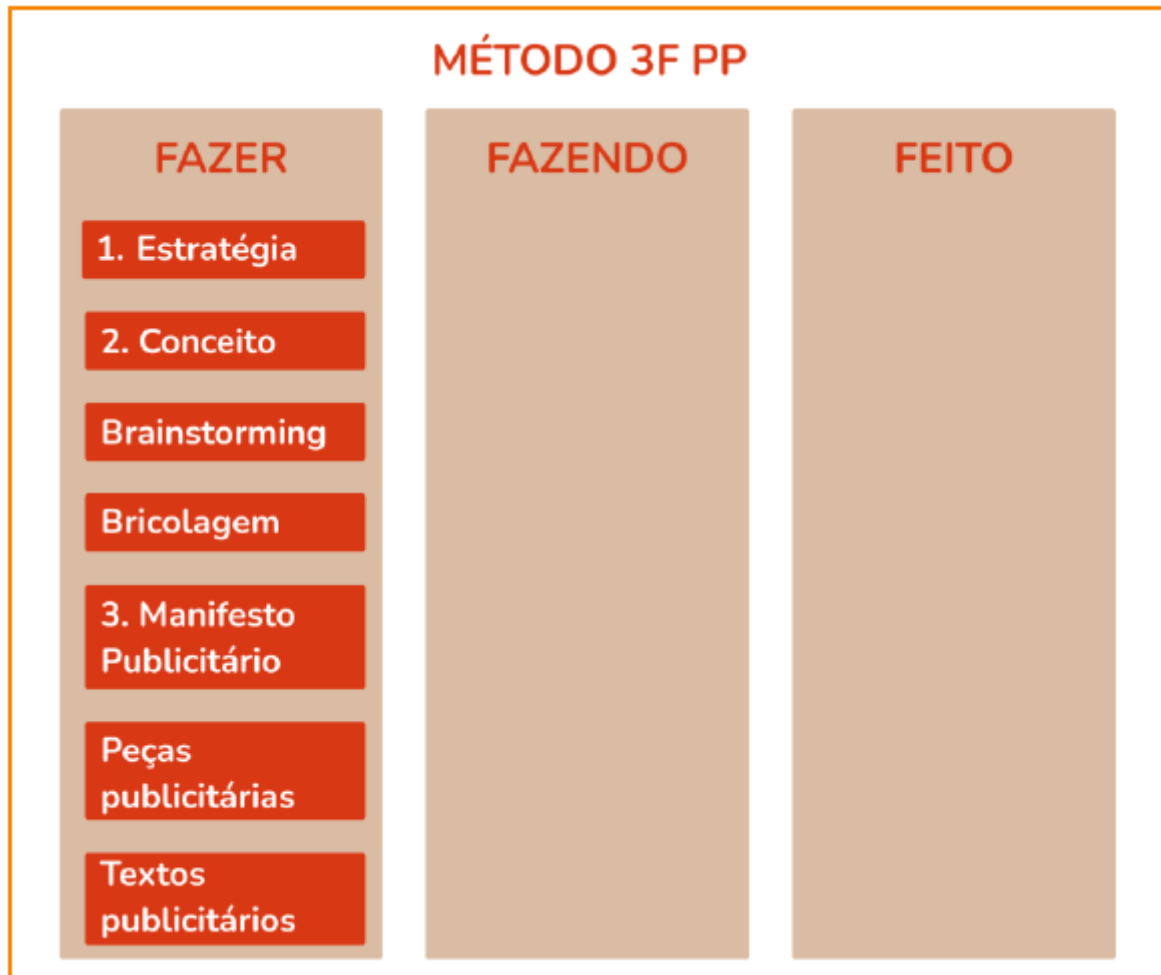 MÉTODO 3F PP
FAZER
1. Estratégia
2. Conceito
Brainstorming
Bricolagem
3. Manifesto
Publicitário
Peças
publicitárias
Textos
publicitários
FAZENDO
FEITO